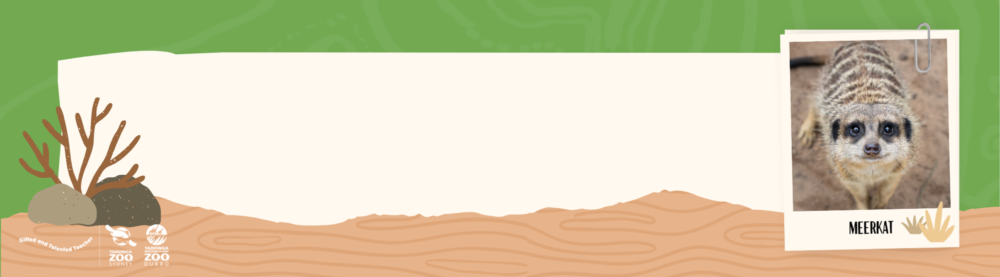 MEERKAT
Gifted and Talented Teacher
TARONGA
ZOO
SYDNEY
TARONGA
WESTERN PLAINS
ZOO
DUBBO